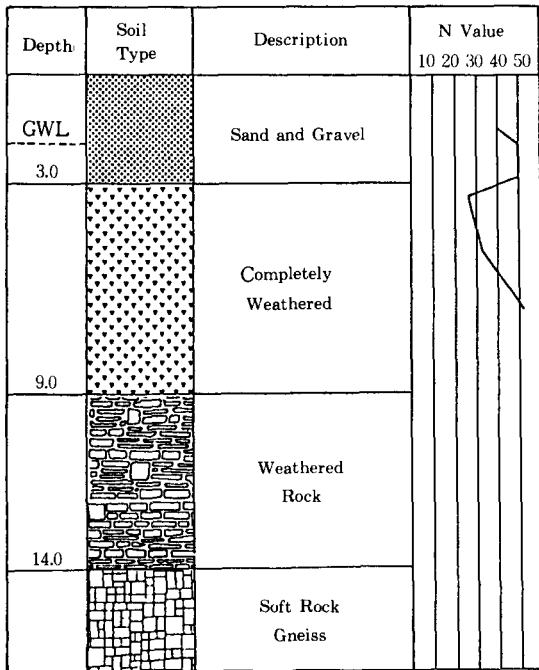 Depth
Soil
Type
Description
N Value
10 20 30 40 50
GWL
Sand and Gravel
3.0
Completely
Weathered
9.0
Weathered
Rock
14.0
Soft Rock
Gneiss